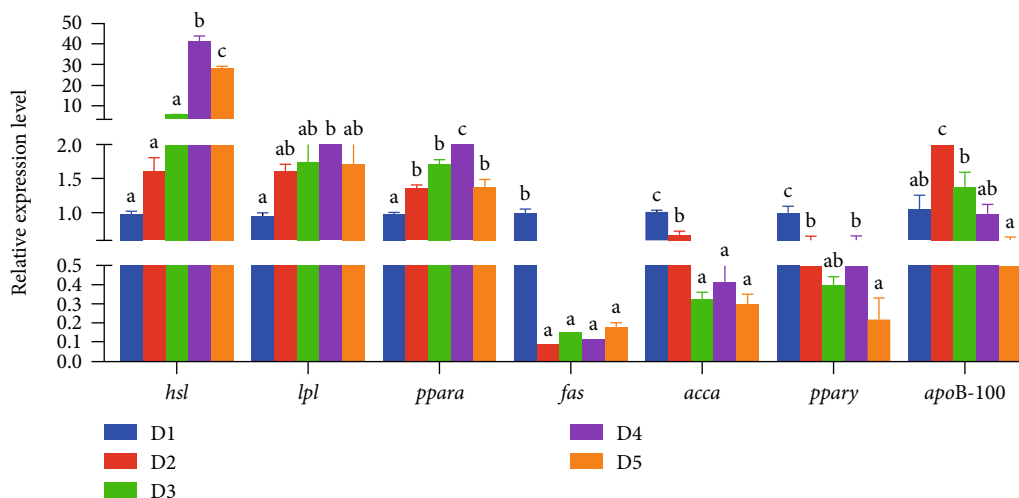 Relative expression level
50
40
30
20
10
2.0
1.5
1.0
0.5
0.4
0.3
0.2
0.1
0.0
a a a b c
a ab ab b ab
a b b c b
b a a a a
c b a a a
c b ab b a
ab c b ab a
hsl lpl ppara fas acca ppary apoB-100
D1
D2
D3
D4
D5